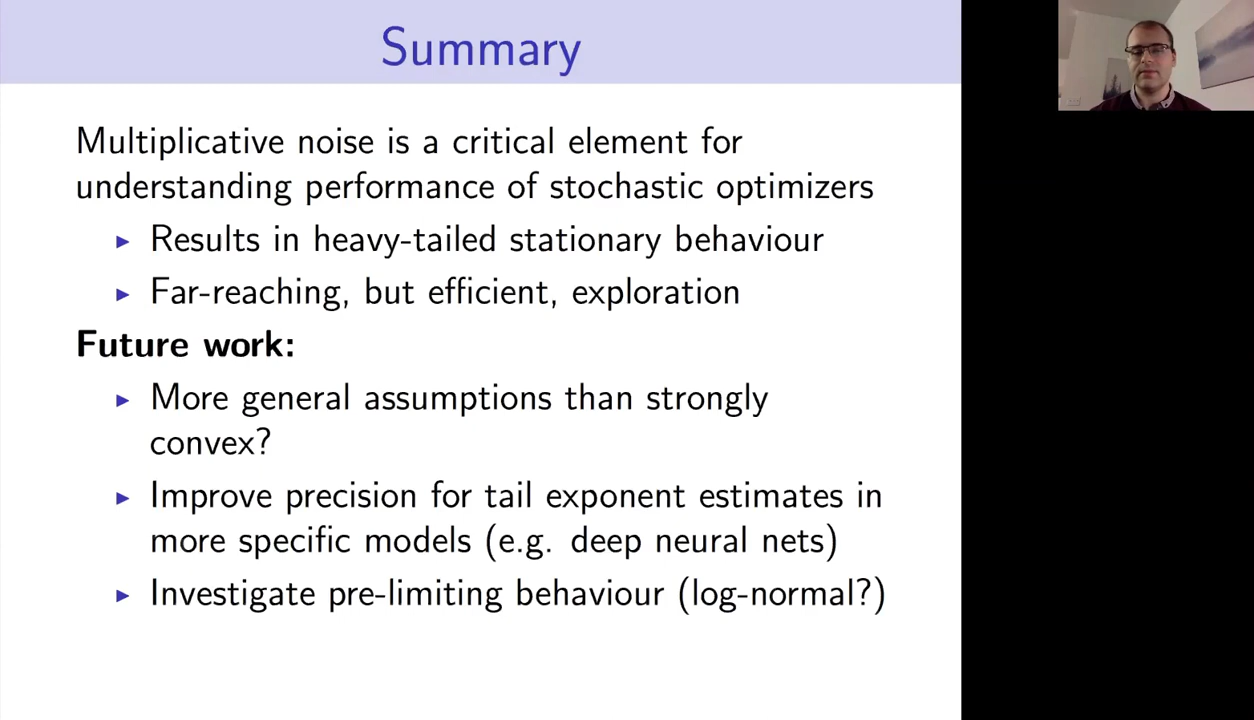 Summary
Multiplicative noise is a critical element for
understanding performance of stochastic optimizers
▸ Results in heavy-tailed stationary behaviour
▸ Far-reaching, but efficient, exploration
Future work:
▸ More general assumptions than strongly
convex?
▸ Improve precision for tail exponent estimates in
more specific models (e.g. deep neural nets)
▸ Investigate pre-limiting behaviour (log-normal?)